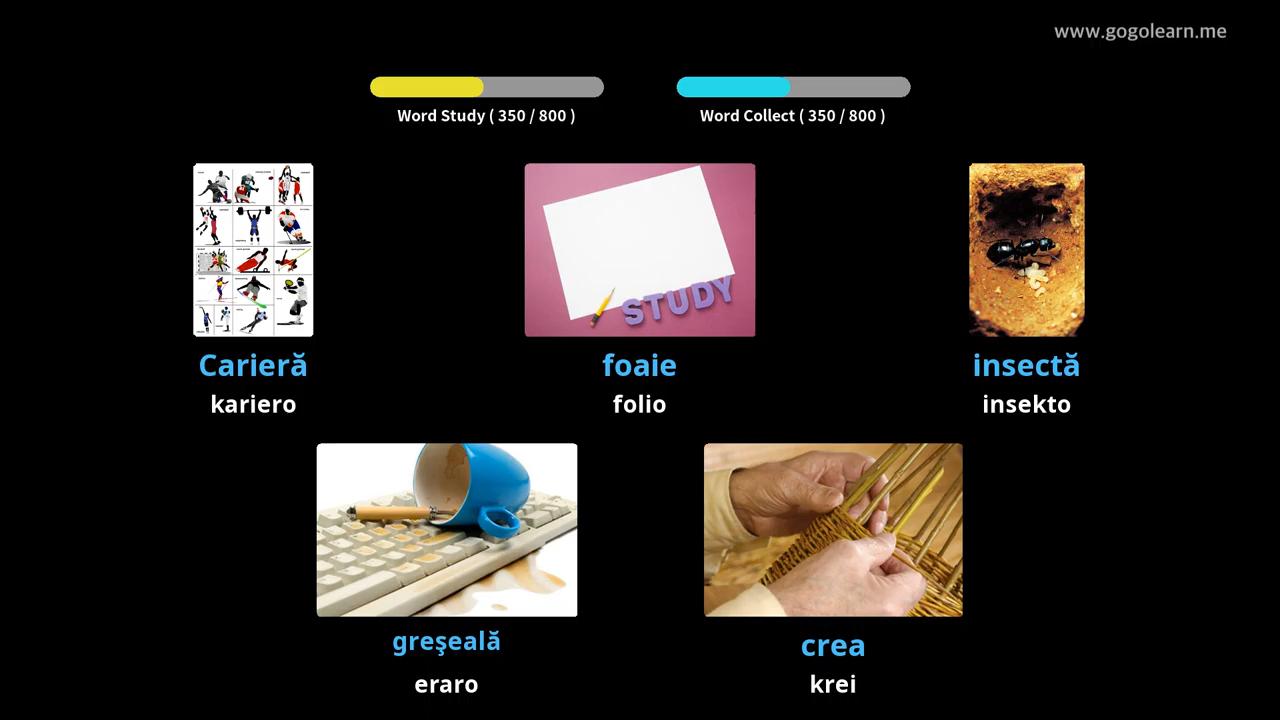 www.gogolearn.me
Word Study ( 350 / 800 )
Word Collect ( 350 / 800 )
STUDY
Carieră
foaie
insectă
kariero
folio
insekto
greşeală
crea
eraro
krei